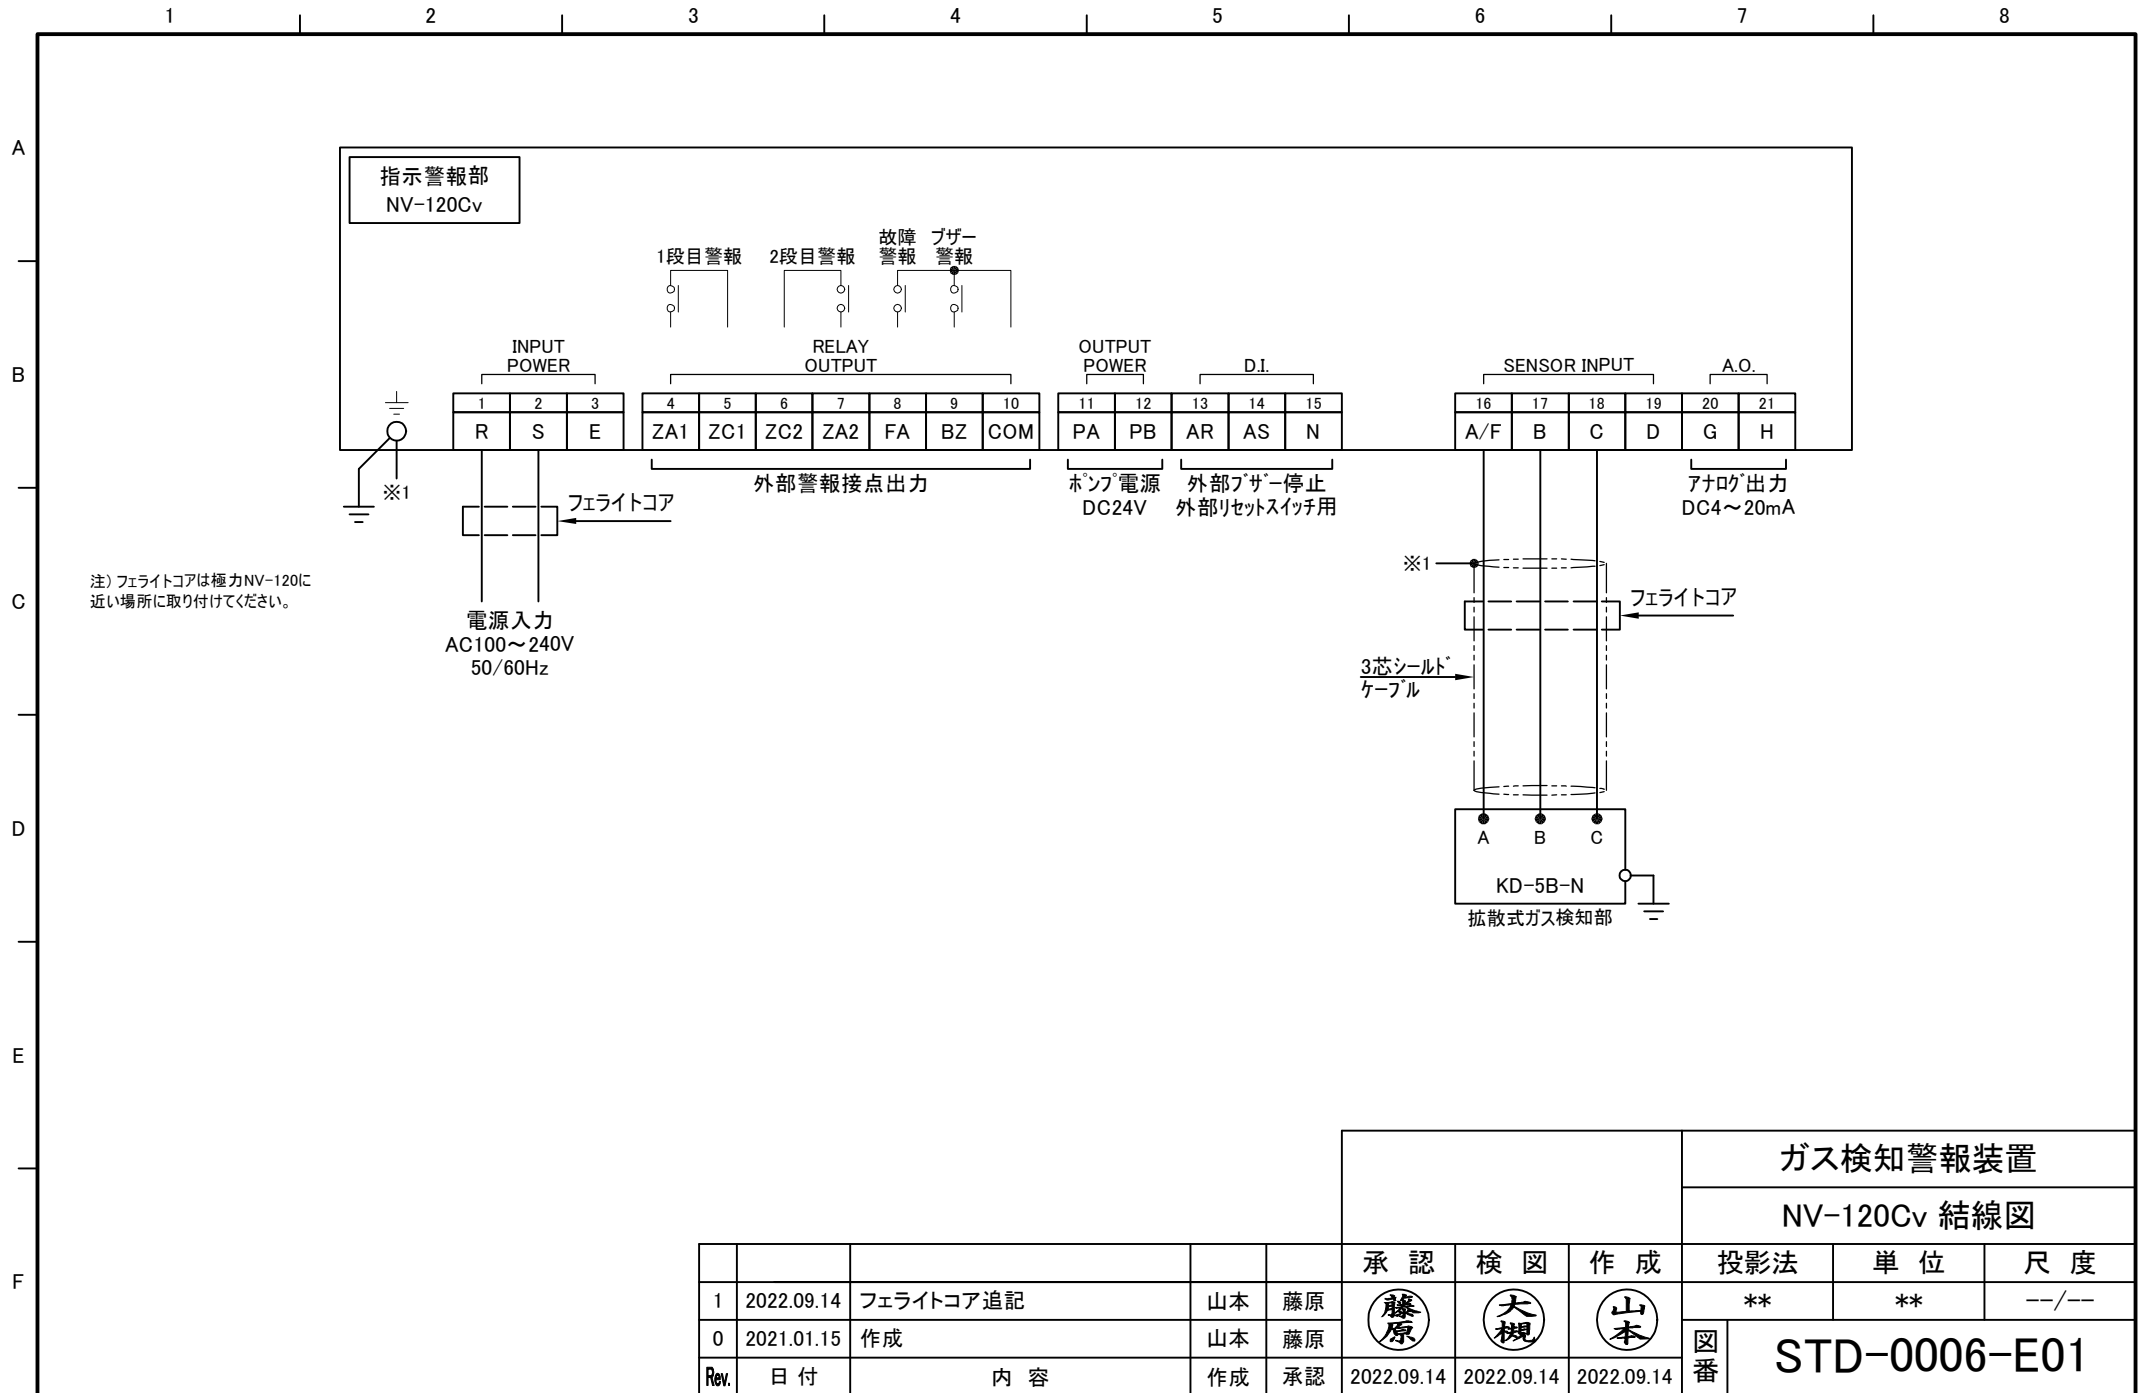 1 2 3 4 5 6 7 8
A
B
C
D
E
F
指示警報部
NV-120Cv
1段目警報
2段目警報
故障
警報
ブザー
警報
INPUT
POWER
RELAY
OUTPUT
OUTPUT
POWER
D.I.
SENSOR INPUT
A.O.
1 2 3 4 5 6 7 8 9 10 11 12 13 14 15 16 17 18 19 20 21
R S E ZA1 ZC1 ZC2 ZA2 FA BZ COM PA PB AR AS N A/F B C D G H
※1
フェライトコア
外部警報接点出力
ポンプ電源
DC24V
外部ブザー停止
外部リセットスイッチ用
アナログ出力
DC4～20mA
注）フェライトコアは極力NV-120に
近い場所に取り付けてください。
電源入力
AC100～240V
50/60Hz
※1
フェライトコア
3芯シールド
ケーブル
A B C
KD-5B-N
拡散式ガス検知部
ガス検知警報装置
NV-120Cv 結線図
承認 検図 作成 投影法 単位 尺度
藤原 大槻 山本 ** ** --/--
1 2022.09.14 フェライトコア追記 山本 藤原
0 2021.01.15 作成 山本 藤原
Rev. 日付 内容 作成 承認 2022.09.14 2022.09.14 2022.09.14
図番 STD-0006-E01